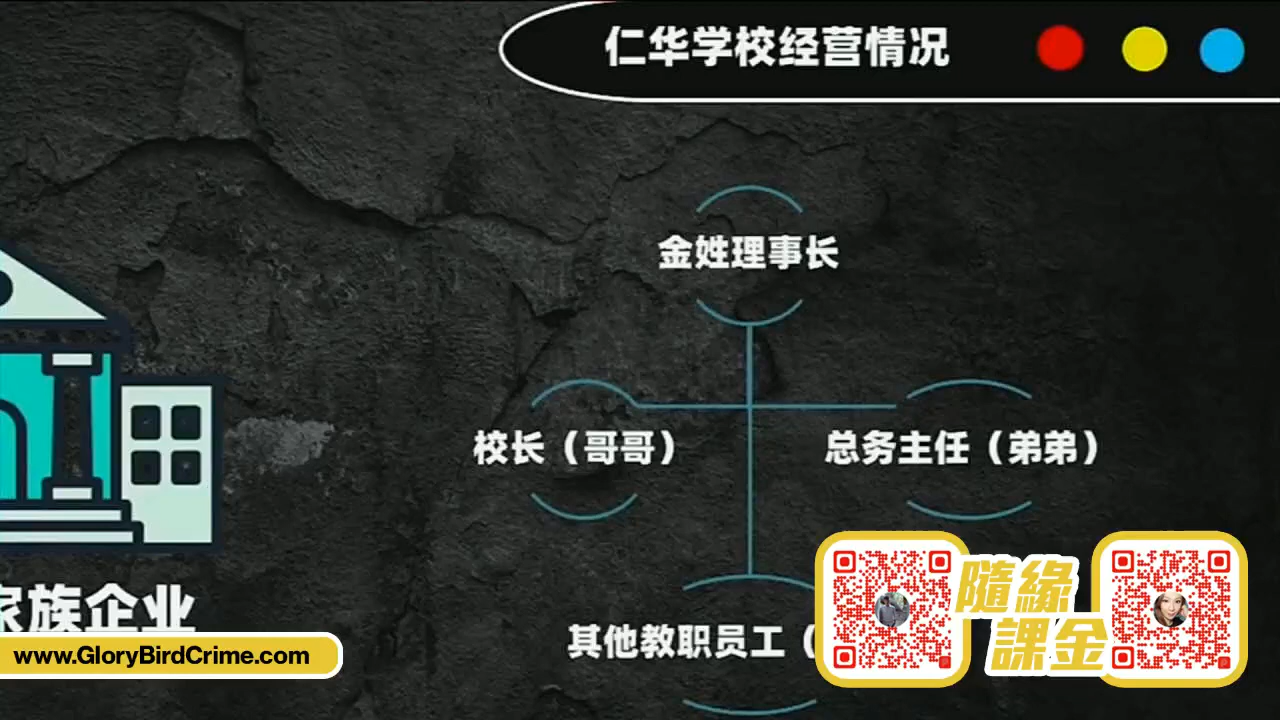 仁华学校经营情况
金姓理事长
校长（哥哥）
总务主任（弟弟）
家族企业
其他教职员工（
隨緣
課金
www.GloryBirdCrime.com